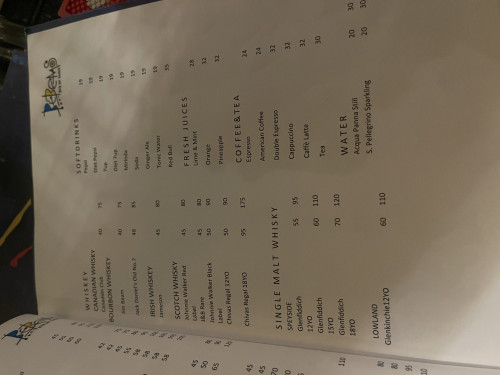 WHISKEY
CANADIAN WHISKY
Canadian Club 40 75
BOURBON WHISKEY
Jim Beam 40 75
Jack Daniel's Old No.7 45 85
IRISH WHISKEY
Jameson 45 80
SCOTCH WHISKY
Johnnie Walker Red 45 80
Label
J&B Rare 45 80
Johnnie Walker Black 50 90
Label
Chivas Regal 12YO 50 90
Chivas Regal 18YO 95 175
SINGLE MALT WHISKY
SPEYSIDE
Glenfiddich 55 95
12YO
Glenfiddich 60 110
15YO
Glenfiddich 70 120
18YO
LOWLAND
Glenkinchie12YO 60 110
SOFTDRINKS
Pepsi 19
Diet Pepsi 19
7up 19
Diet 7up 19
Mirinda 19
Soda 19
Ginger Ale 19
Tonic Water 19
Red Bull 35
FRESH JUICES
Lime & Mint 28
Orange 32
Pineapple 32
COFFEE&TEA
Espresso 24
American Coffee 24
Double Espresso 32
Cappuccino 32
Caffe Latte 32
Tea 30
WATER
Acqua Panna Still 20 30
S. Pellegrino Sparkling 20 30